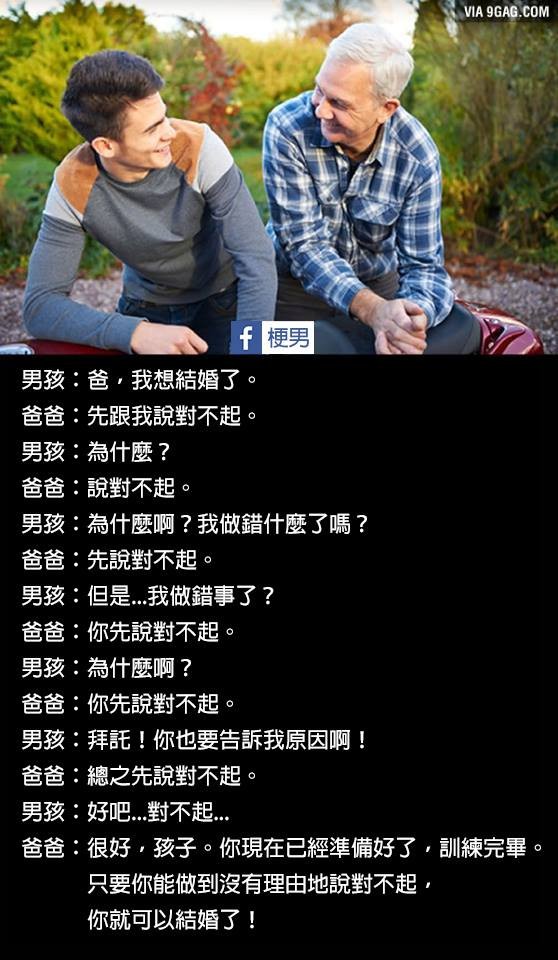 VIA 9GAG.COM
f 梗男
男孩：爸，我想結婚了。
爸爸：先跟我說對不起。
男孩：為什麼？
爸爸：說對不起。
男孩：為什麼啊？我做錯什麼了嗎？
爸爸：先說對不起。
男孩：但是...我做錯事了？
爸爸：你先說對不起。
男孩：為什麼啊？
爸爸：你先說對不起。
男孩：拜託！你也要告訴我原因啊！
爸爸：總之先說對不起。
男孩：好吧...對不起...
爸爸：很好，孩子。你現在已經準備好了，訓練完畢。
只要你能做到沒有理由地說對不起，
你就可以結婚了！